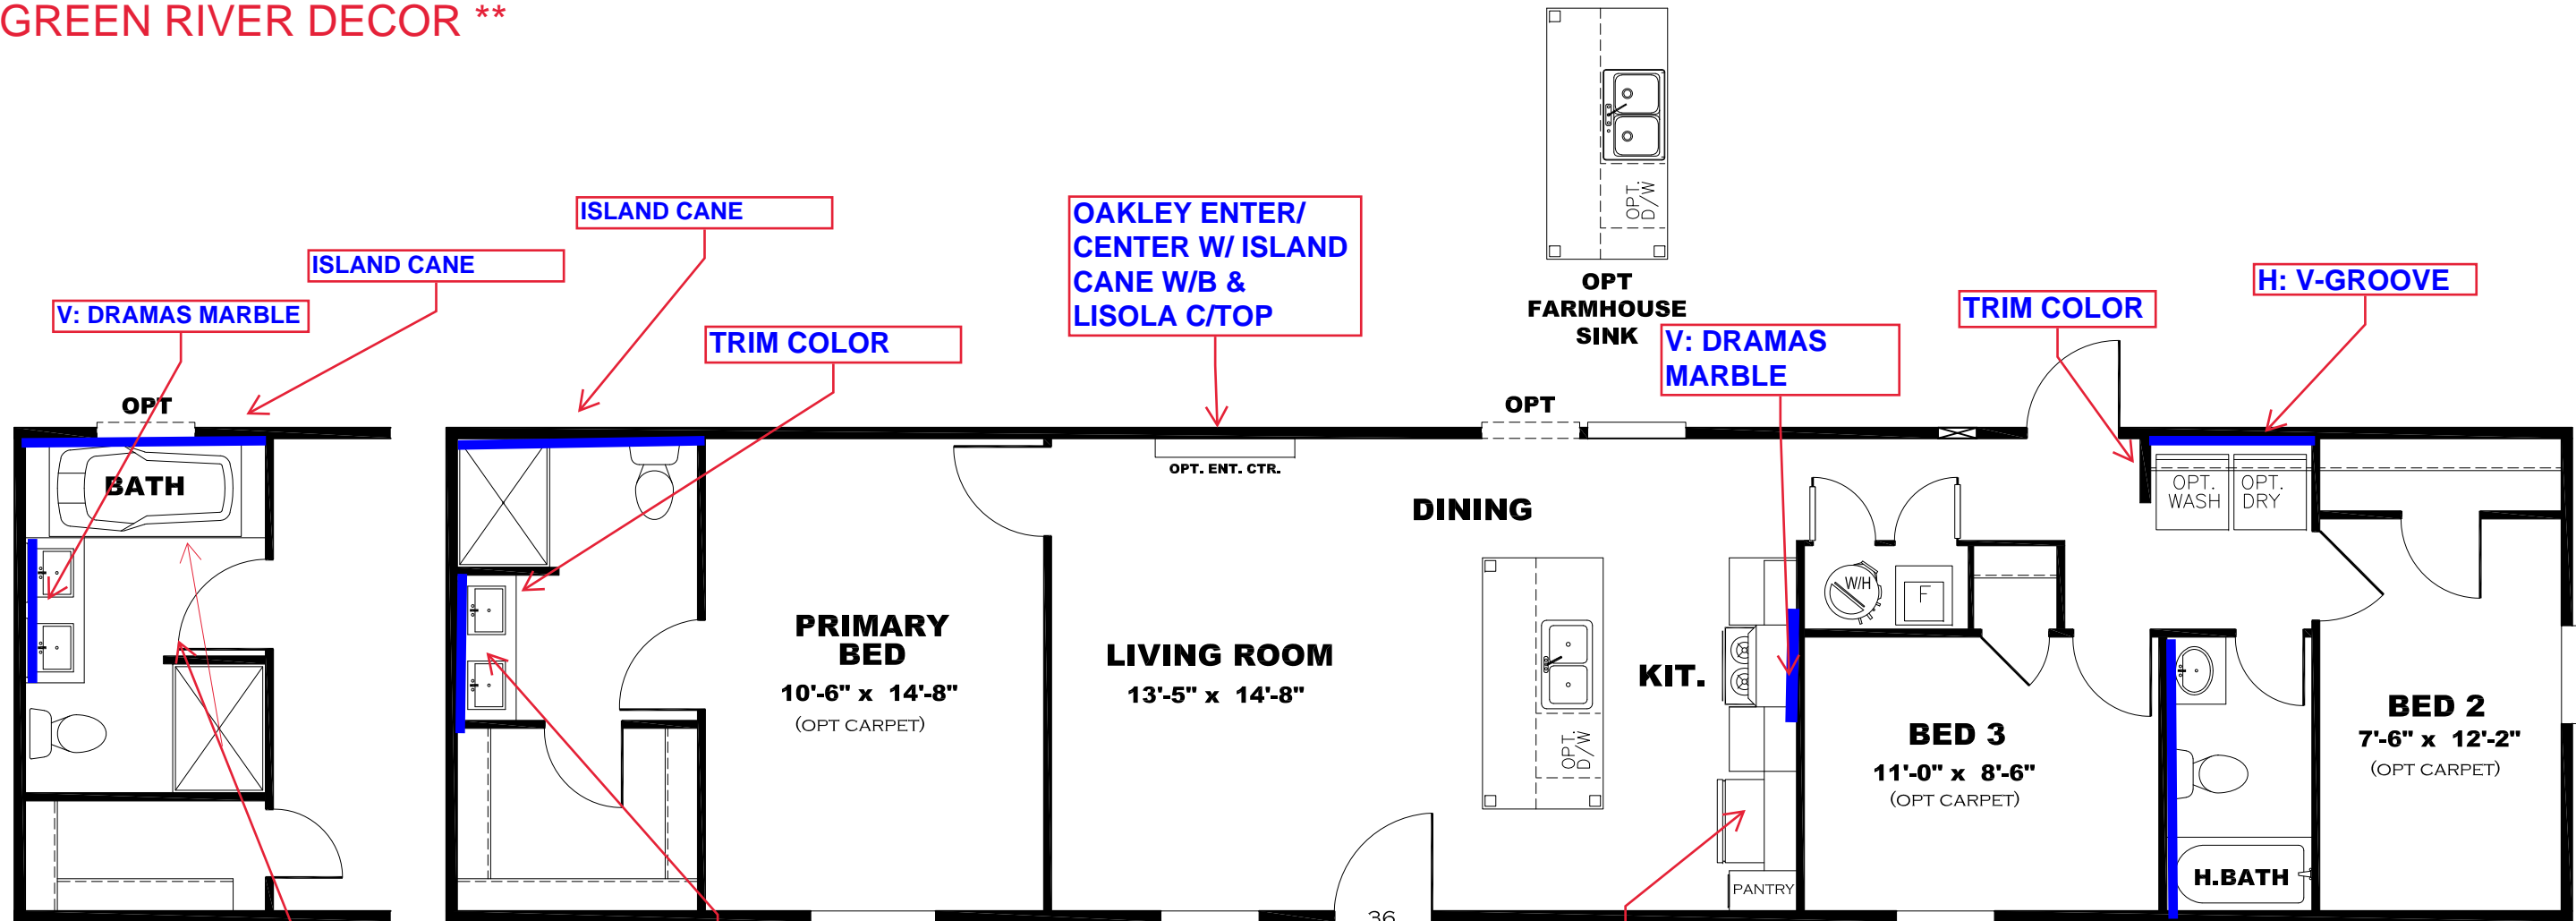 GREEN RIVER DECOR **
ISLAND CANE
ISLAND CANE
V: DRAMAS MARBLE
TRIM COLOR
OAKLEY ENTER/
CENTER W/ ISLAND
CANE W/B &
LISOLA C/TOP
OPT.
D/W
OPT
FARMHOUSE
SINK
V: DRAMAS
MARBLE
TRIM COLOR
H: V-GROOVE
OPT
BATH
OPT. ENT. CTR.
OPT
DINING
OPT.
WASH
OPT.
DRY
W/H
F
PRIMARY
BED
10'-6" x 14'-8"
(OPT CARPET)
LIVING ROOM
13'-5" x 14'-8"
KIT.
OPT.
D/W
PANTRY
BED 3
11'-0" x 8'-6"
(OPT CARPET)
BED 2
7'-6" x 12'-2"
(OPT CARPET)
H.BATH
36